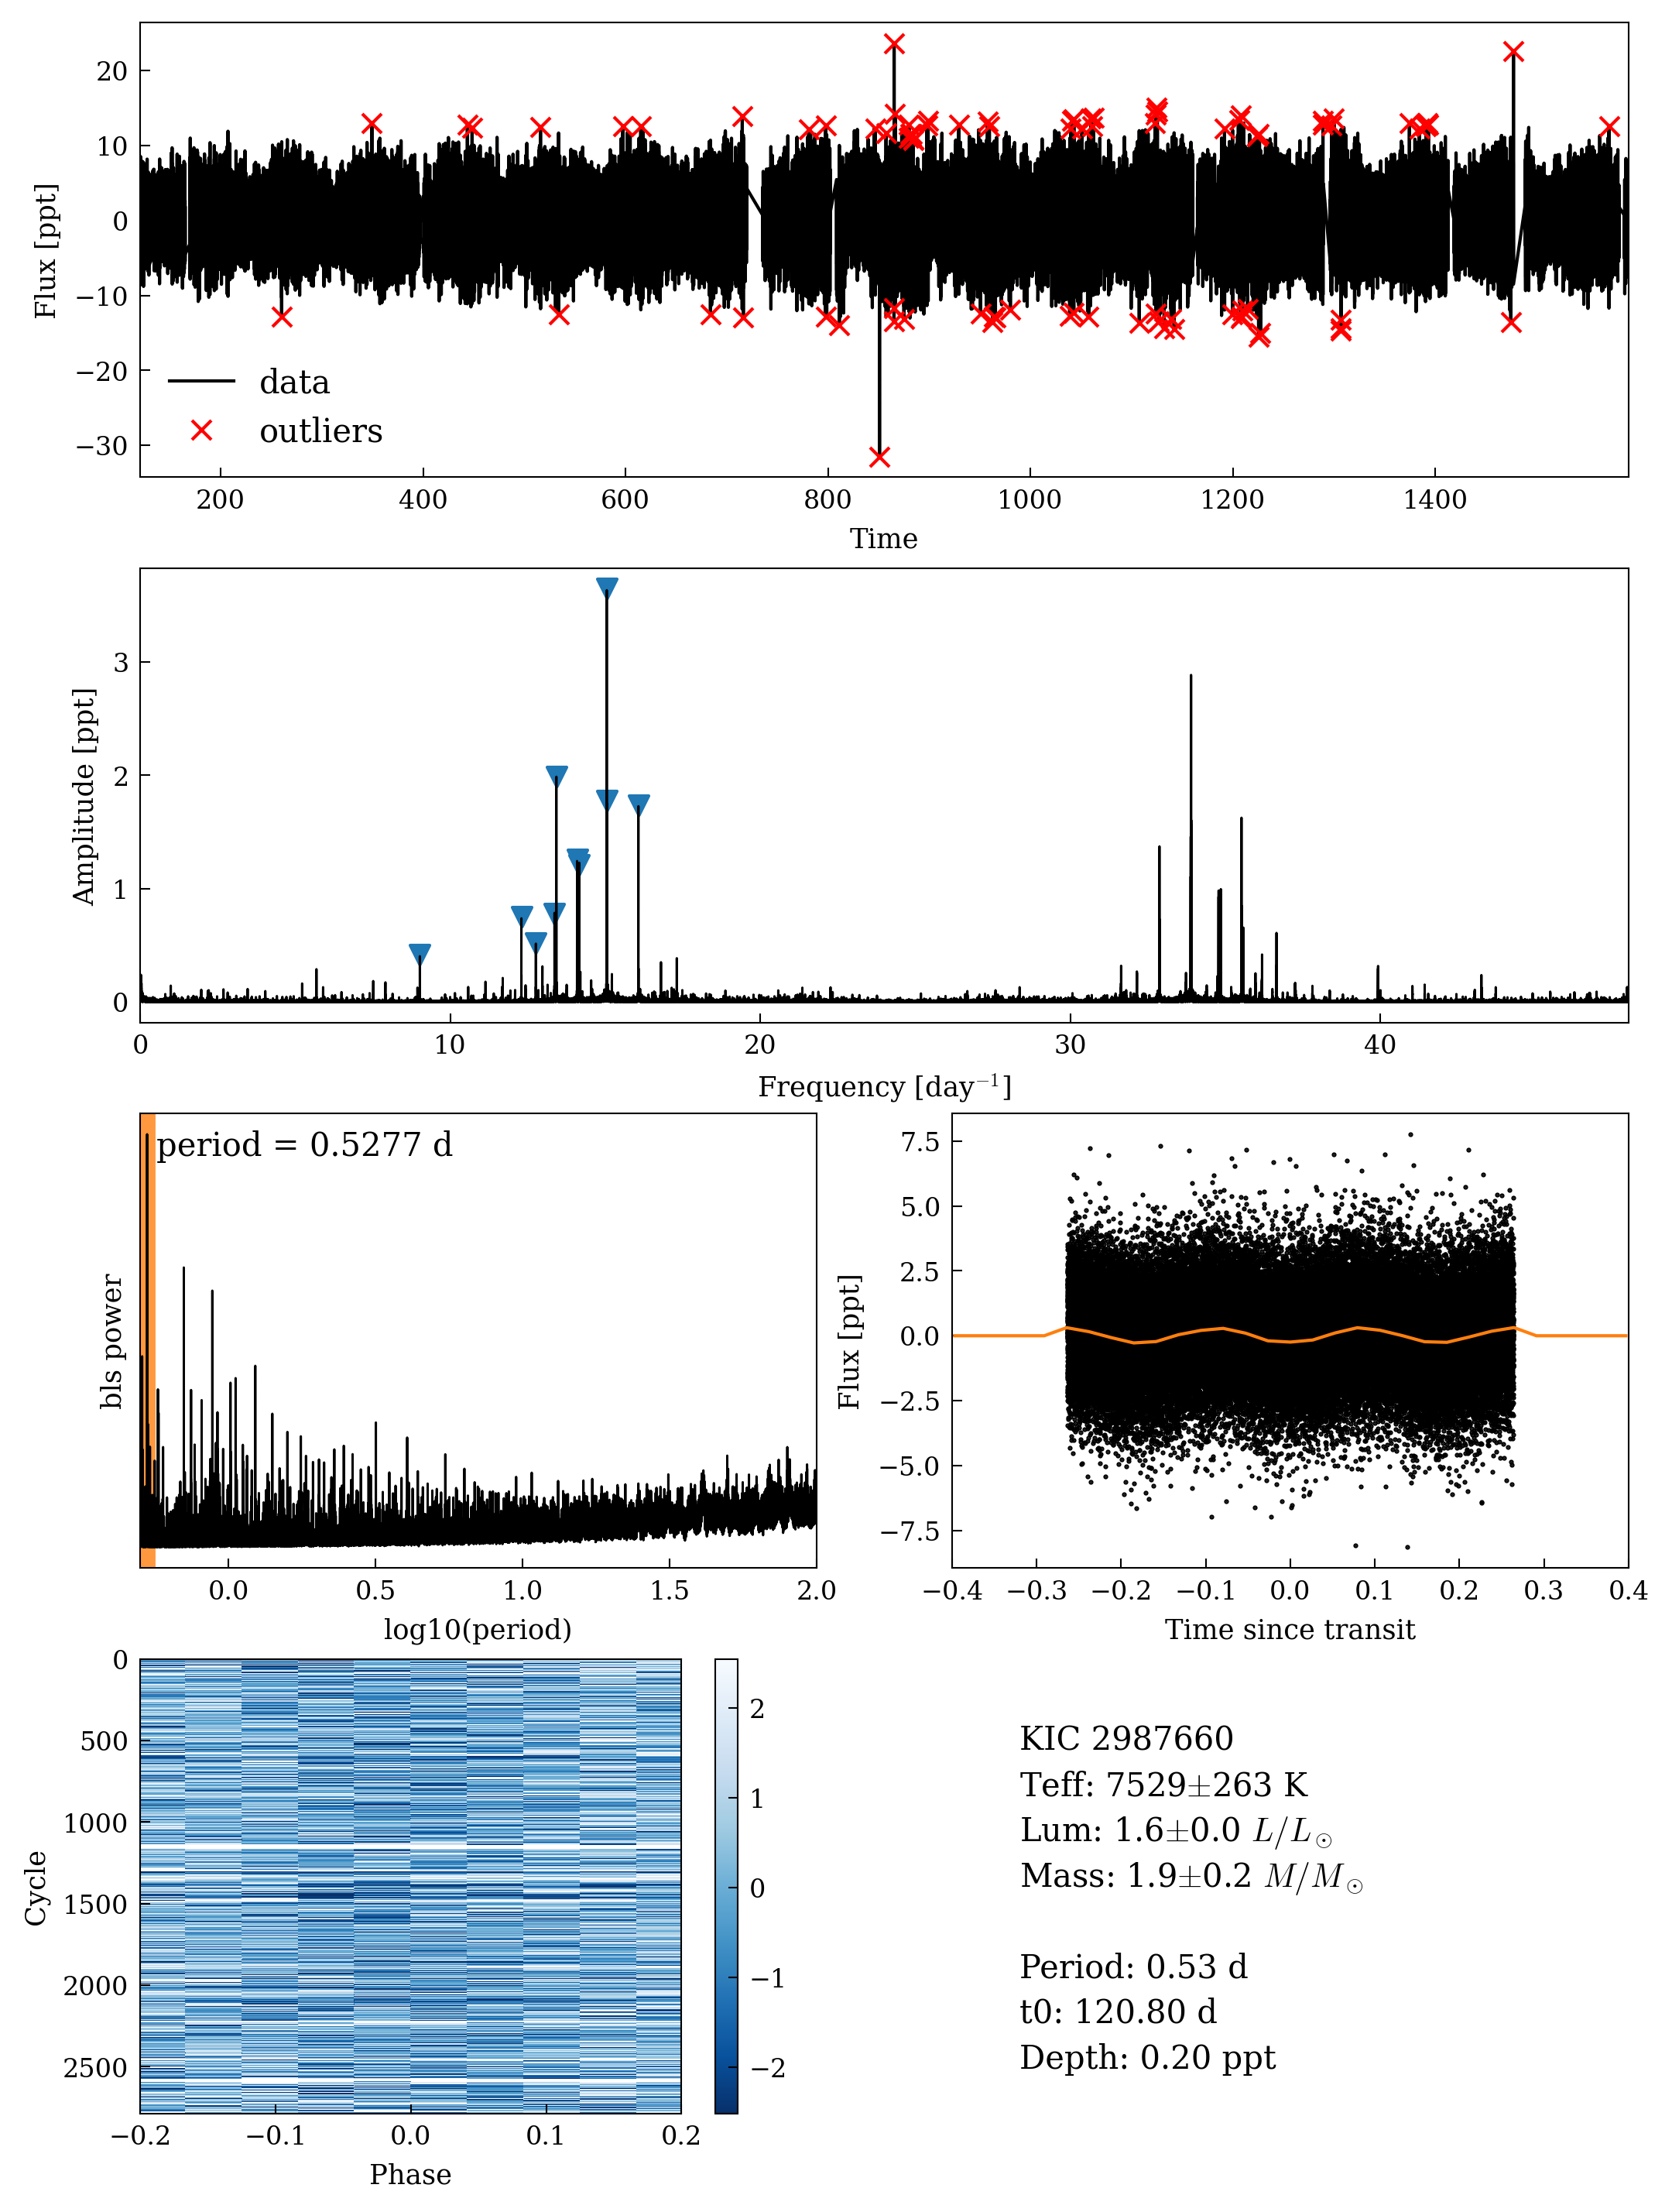 20
10
0
−10
−20
−30
Flux [ppt]
data
outliers
200 400 600 800 1000 1200 1400
Time
3
2
1
0
Amplitude [ppt]
0 10 20 30 40
Frequency [day⁻¹]
period = 0.5277 d
bls power
0.0 0.5 1.0 1.5 2.0
log10(period)
7.5
5.0
2.5
0.0
−2.5
−5.0
−7.5
Flux [ppt]
−0.4 −0.3 −0.2 −0.1 0.0 0.1 0.2 0.3 0.4
Time since transit
0
500
1000
1500
2000
2500
Cycle
−0.2 −0.1 0.0 0.1 0.2
Phase
2
1
0
−1
−2
KIC 2987660
Teff: 7529±263 K
Lum: 1.6±0.0 L/L⊙
Mass: 1.9±0.2 M/M⊙
Period: 0.53 d
t0: 120.80 d
Depth: 0.20 ppt